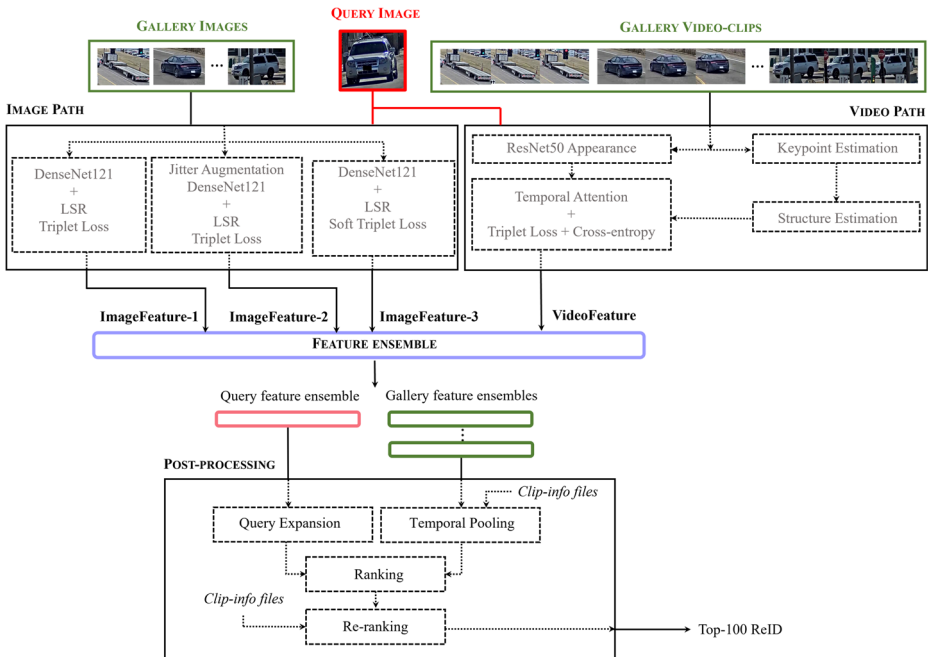 GALLERY IMAGES
QUERY IMAGE
GALLERY VIDEO-CLIPS
...
...
IMAGE PATH
VIDEO PATH
DenseNet121
+
LSR
Triplet Loss
Jitter Augmentation
DenseNet121
+
LSR
Triplet Loss
DenseNet121
+
LSR
Soft Triplet Loss
ResNet50 Appearance
Keypoint Estimation
Temporal Attention
+
Triplet Loss + Cross-entropy
Structure Estimation
ImageFeature-1
ImageFeature-2
ImageFeature-3
VideoFeature
FEATURE ENSEMBLE
Query feature ensemble
Gallery feature ensembles
POST-PROCESSING
Clip-info files
Query Expansion
Temporal Pooling
Ranking
Clip-info files
Re-ranking
Top-100 ReID